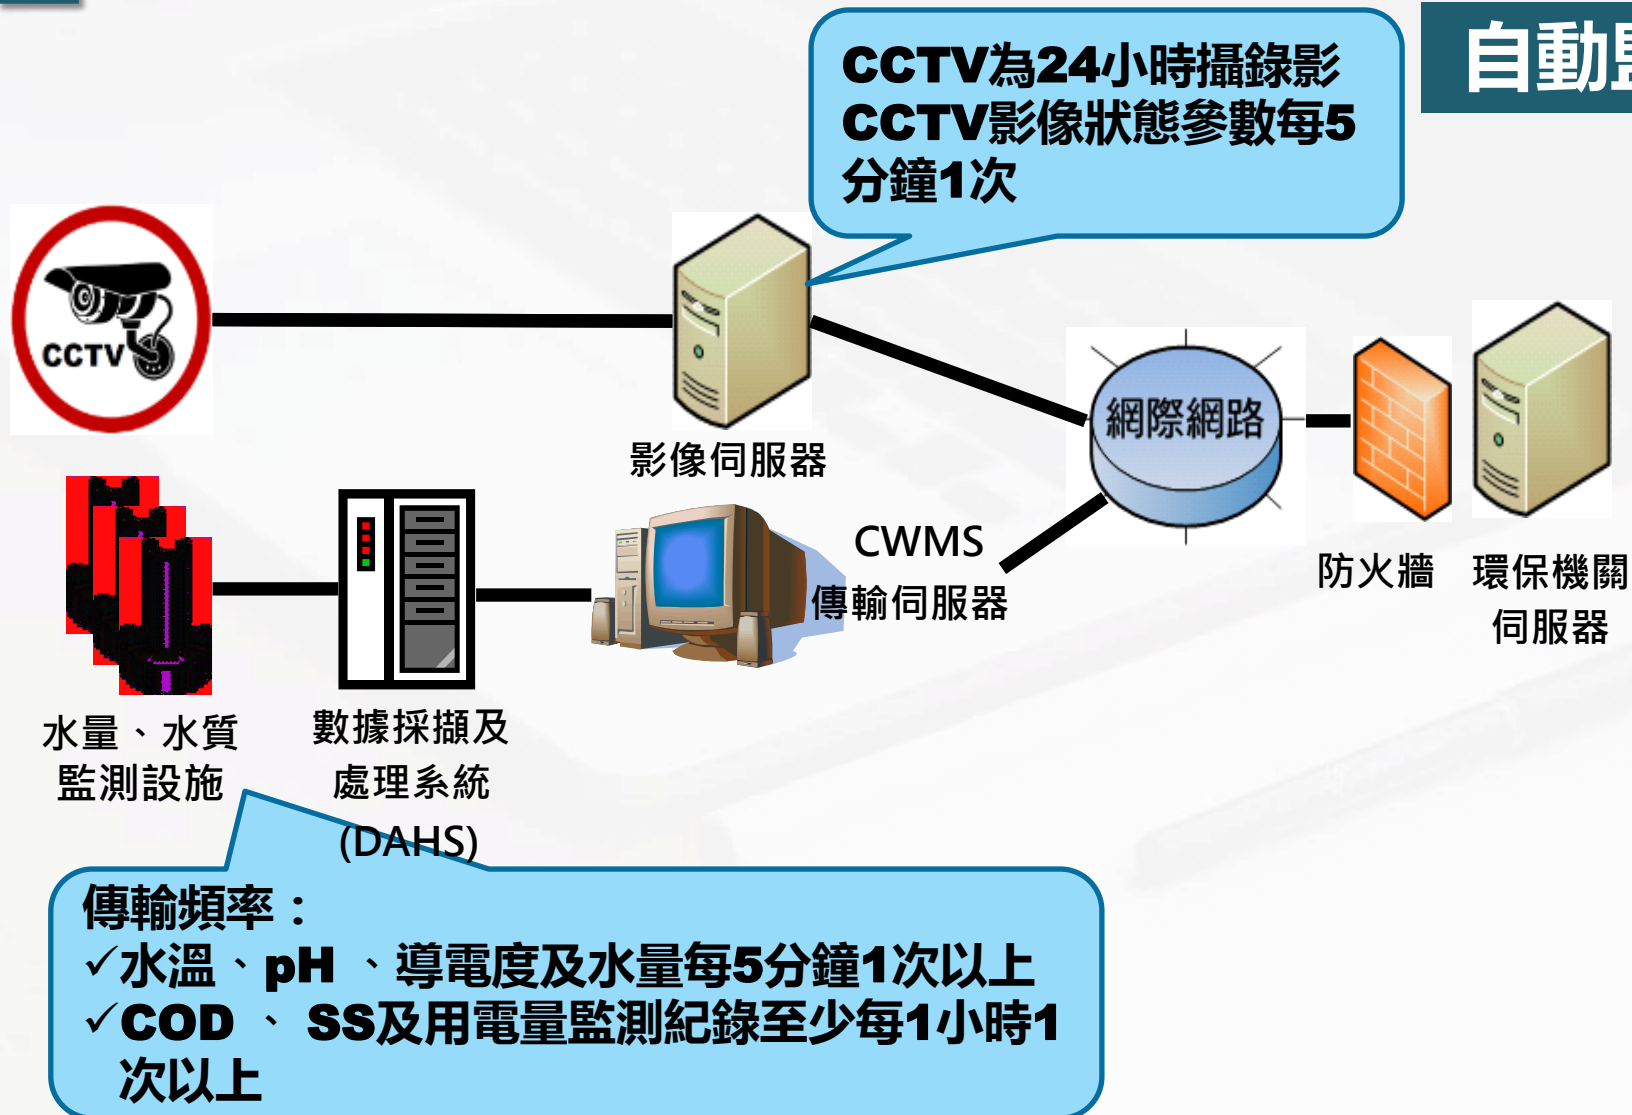 自動
CCTV為24小時攝錄影
CCTV影像狀態參數每5
分鐘1次
CCTV
影像伺服器
網際網路
CWMS
傳輸伺服器
防火牆
環保機關
伺服器
水量、水質
監測設施
數據採擷及
處理系統
(DAHS)
傳輸頻率：
✓水溫、pH 、導電度及水量每5分鐘1次以上
✓COD 、 SS及用電量監測紀錄至少每1小時1
次以上